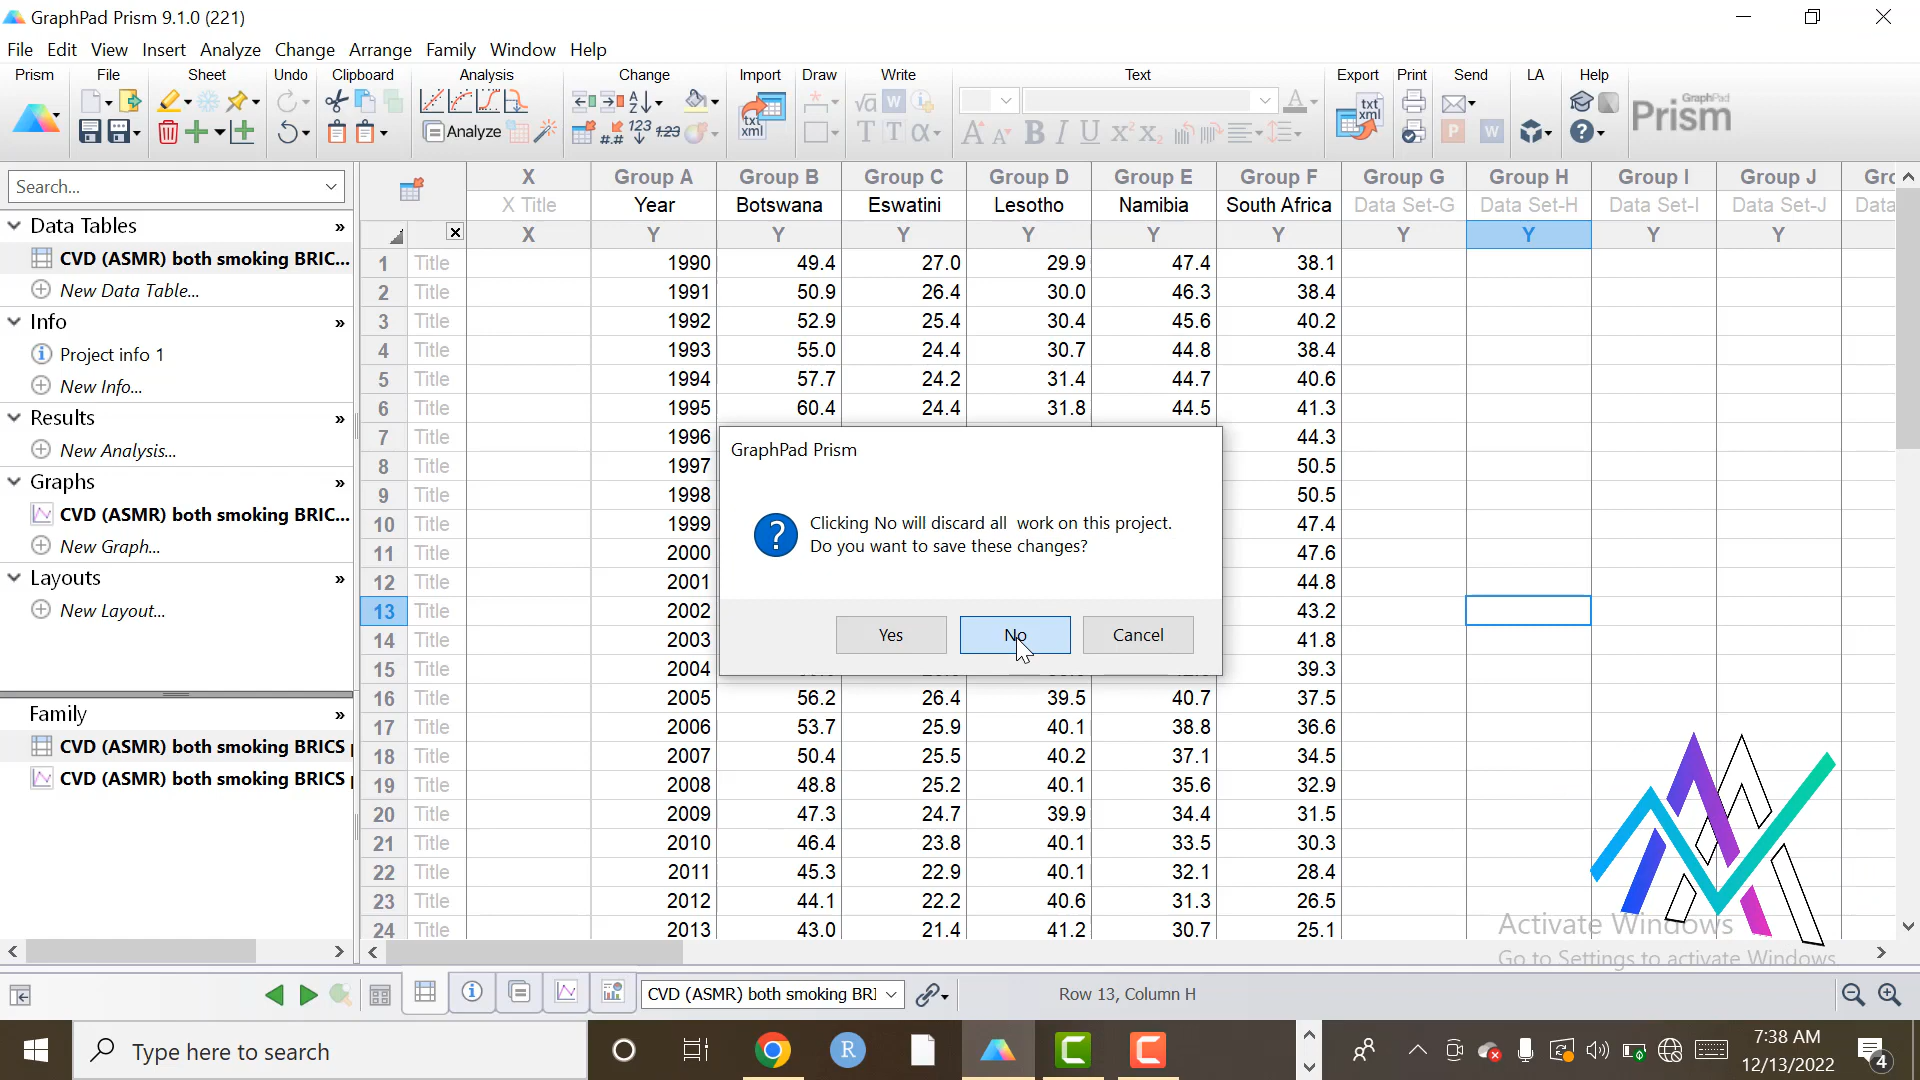 GraphPad Prism 9.1.0 (221)
File Edit View Insert Analyze Change Arrange Family Window Help
Prism File Sheet Undo Clipboard Analysis Change Import Draw Write Text Export Print Send LA Help
Analyze
GraphPad
Prism
Search...
X Group A Group B Group C Group D Group E Group F Group G Group H Group I Group J
X Title Year Botswana Eswatini Lesotho Namibia South Africa Data Set-G Data Set-H Data Set-I Data Set-J Data
X Y Y Y Y Y Y Y Y Y Y
1 Title 1990 49.4 27.0 29.9 47.4 38.1
2 Title 1991 50.9 26.4 30.0 46.3 38.4
3 Title 1992 52.9 25.4 30.4 45.6 40.2
4 Title 1993 55.0 24.4 30.7 44.8 38.4
5 Title 1994 57.7 24.2 31.4 44.7 40.6
6 Title 1995 60.4 24.4 31.8 44.5 41.3
7 Title 1996 44.3
8 Title 1997 50.5
9 Title 1998 50.5
10 Title 1999 47.4
11 Title 2000 47.6
12 Title 2001 44.8
13 Title 2002 43.2
14 Title 2003 41.8
15 Title 2004 39.3
16 Title 2005 56.2 26.4 39.5 40.7 37.5
17 Title 2006 53.7 25.9 40.1 38.8 36.6
18 Title 2007 50.4 25.5 40.2 37.1 34.5
19 Title 2008 48.8 25.2 40.1 35.6 32.9
20 Title 2009 47.3 24.7 39.9 34.4 31.5
21 Title 2010 46.4 23.8 40.1 33.5 30.3
22 Title 2011 45.3 22.9 40.1 32.1 28.4
23 Title 2012 44.1 22.2 40.6 31.3 26.5
24 Title 2013 43.0 21.4 41.2 30.7 25.1
Data Tables
CVD (ASMR) both smoking BRIC...
New Data Table...
Info
Project info 1
New Info...
Results
New Analysis...
Graphs
CVD (ASMR) both smoking BRIC...
New Graph...
Layouts
New Layout...
Family
CVD (ASMR) both smoking BRICS
CVD (ASMR) both smoking BRICS
GraphPad Prism
Clicking No will discard all work on this project.
Do you want to save these changes?
Yes No Cancel
Activate Windows
Go to Settings to activate Windows
CVD (ASMR) both smoking BRI
Row 13, Column H
Type here to search
7:38 AM
12/13/2022
4